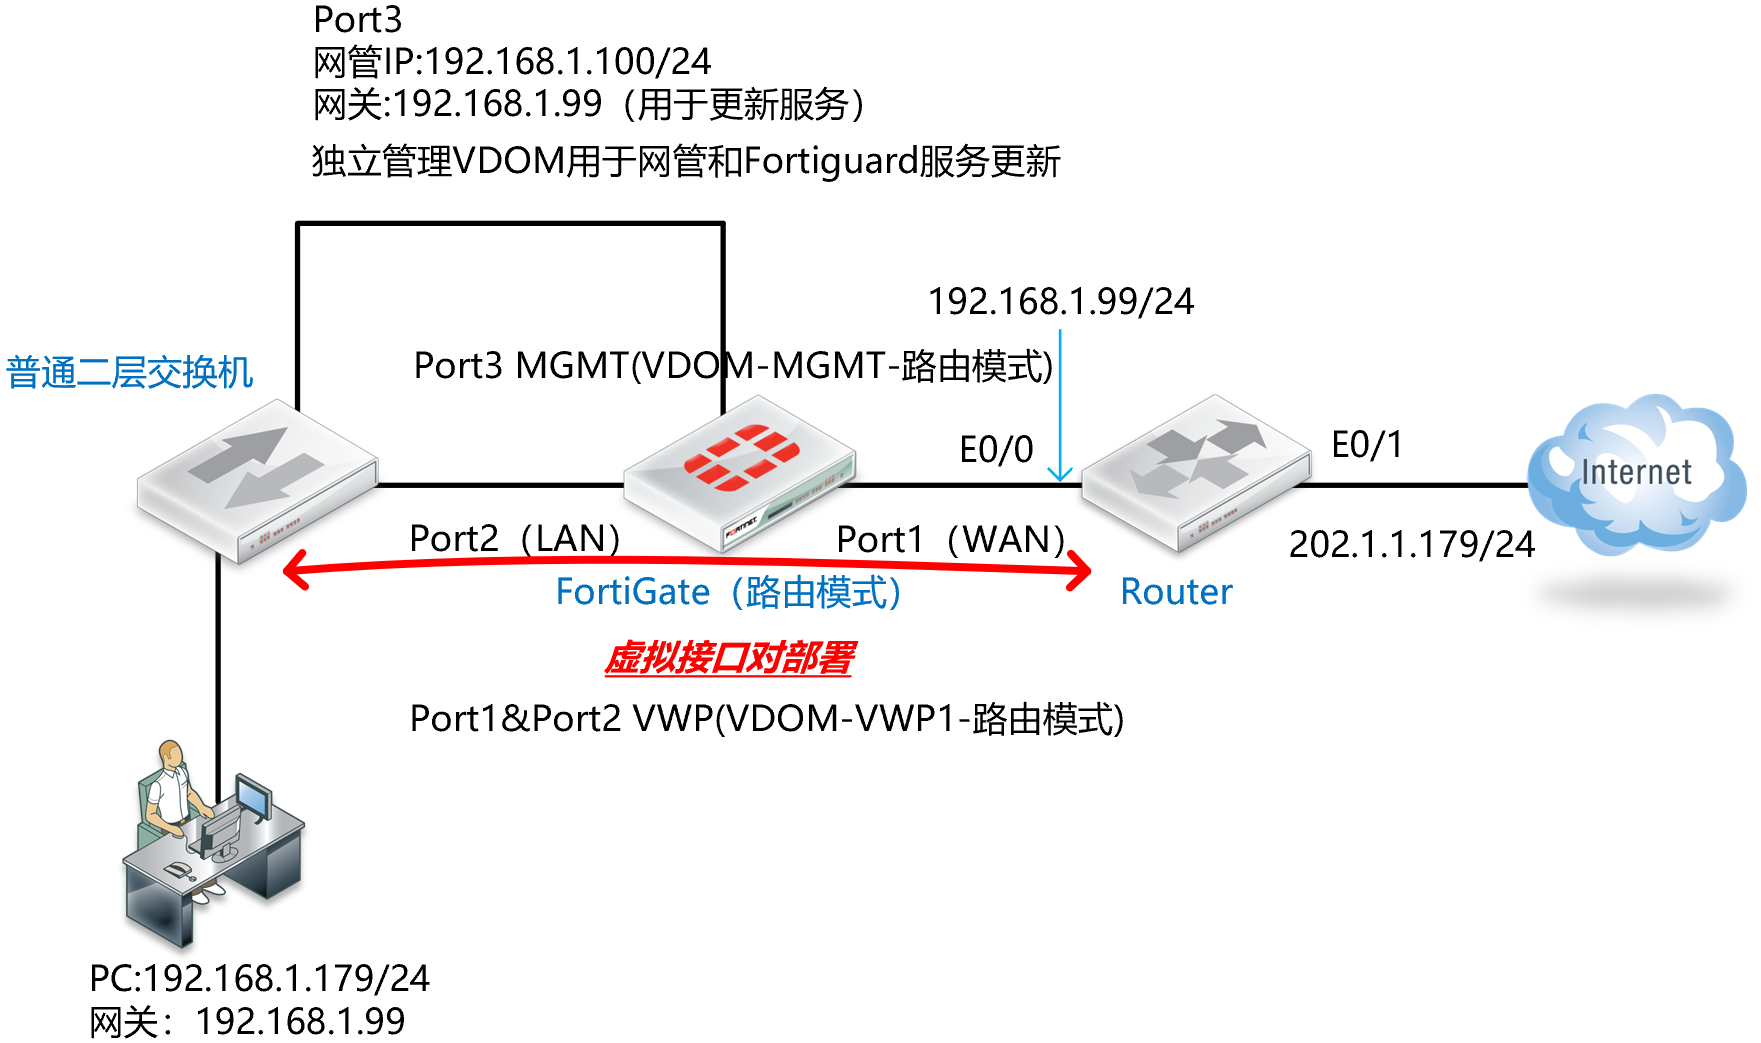 Port3
网管IP:192.168.1.100/24
网关:192.168.1.99（用于更新服务）
独立管理VDOM用于网管和Fortiguard服务更新
192.168.1.99/24
普通二层交换机
Port3 MGMT(VDOM-MGMT-路由模式)
E0/0
E0/1
Internet
FORTINET
Port2（LAN）
Port1（WAN）
202.1.1.179/24
FortiGate（路由模式）
Router
虚拟接口对部署
Port1&Port2 VWP(VDOM-VWP1-路由模式)
PC:192.168.1.179/24
网关：192.168.1.99